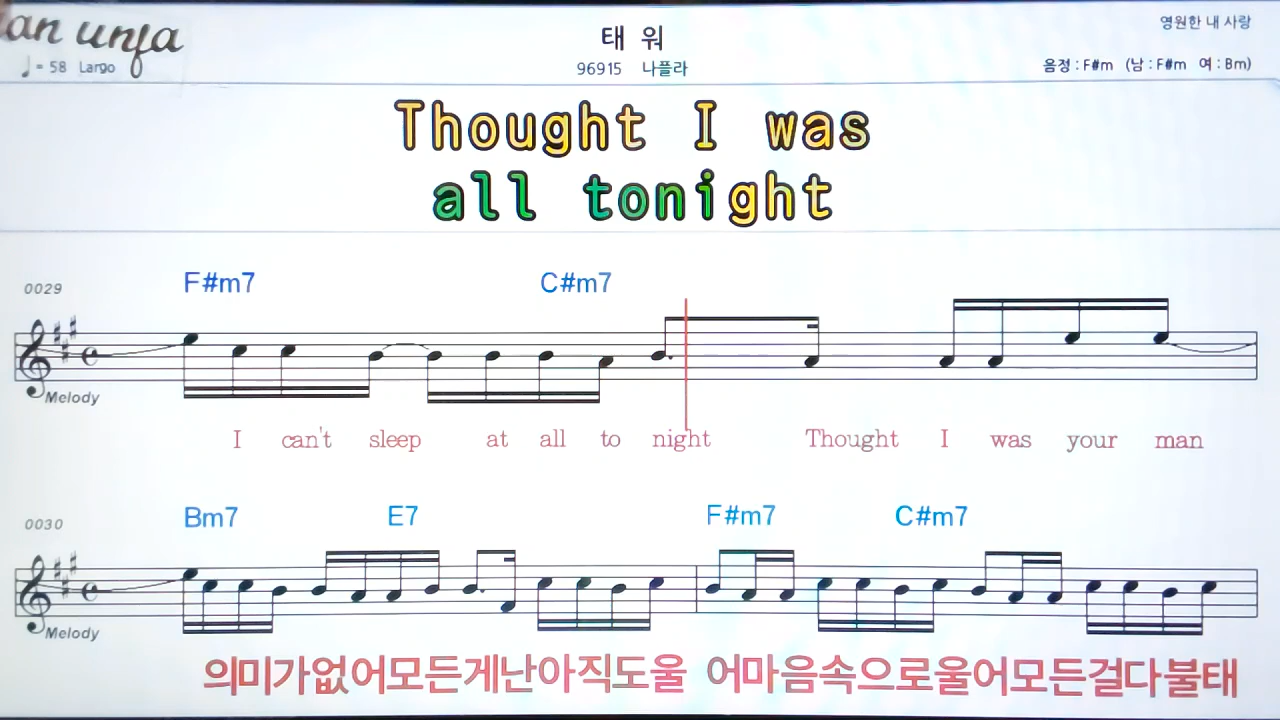 an unfa
태 워
영원한 내 사랑
♩= 58 Largo
96915 나플라
음정 : F#m (남 : F#m 여 : Bm)
Thought I was
all tonight
0029
F#m7 C#m7
Melody
I can't sleep at all to night Thought I was your man
0030
Bm7 E7 F#m7 C#m7
Melody
의미가없어모든게난아직도울 어마음속으로울어모든걸다불태